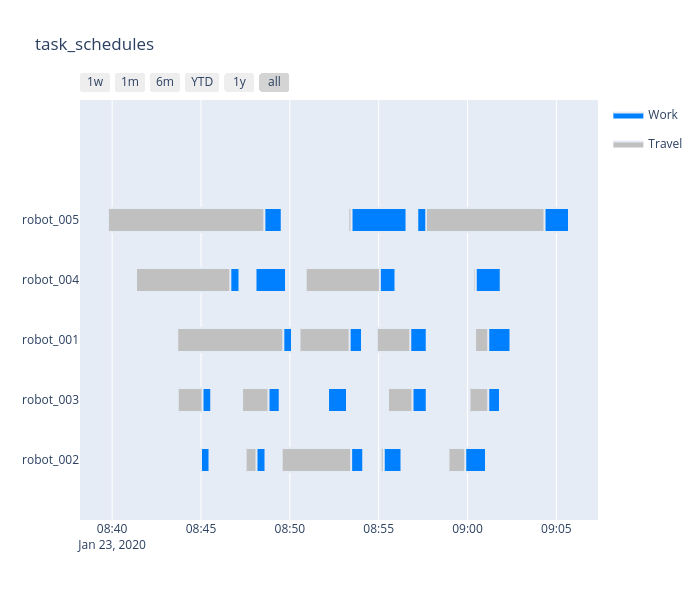 task_schedules
1w 1m 6m YTD 1y all
Work
Travel
robot_005
robot_004
robot_001
robot_003
robot_002
08:40 08:45 08:50 08:55 09:00 09:05
Jan 23, 2020